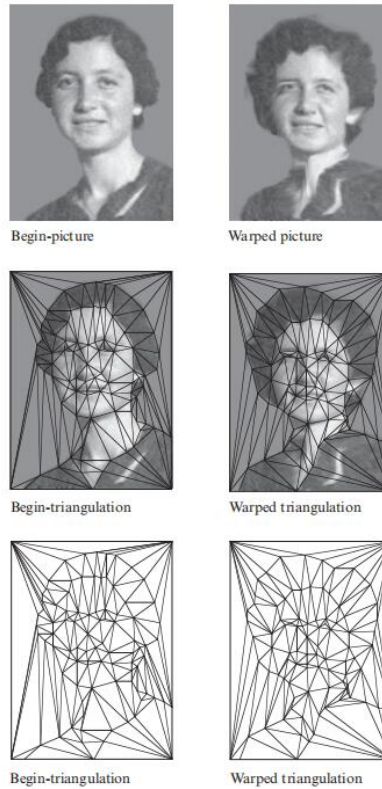 Begin-picture
Warped picture
Begin-triangulation
Warped triangulation
Begin-triangulation
Warped triangulation